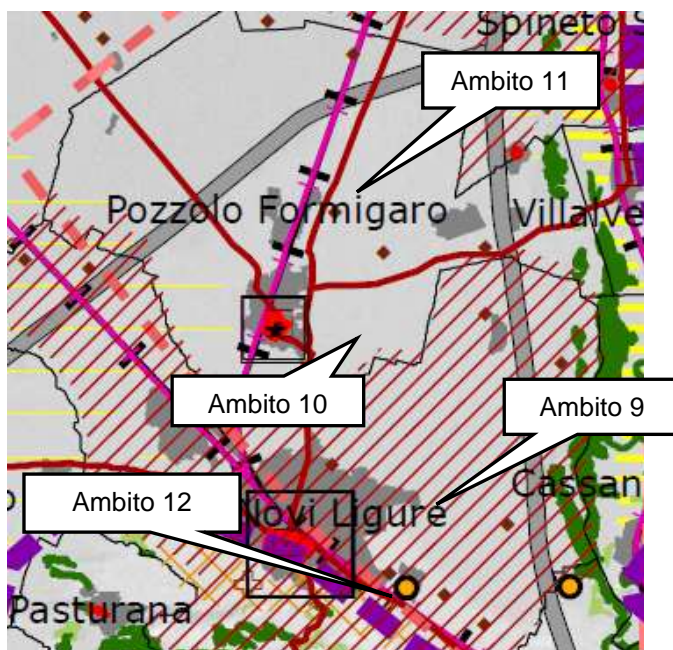 Spineto S
Ambito 11
Pozzolo Formigaro
Villalve
Ambito 10
Ambito 9
Cassan
Ambito 12
Novi Ligure
Pasturana